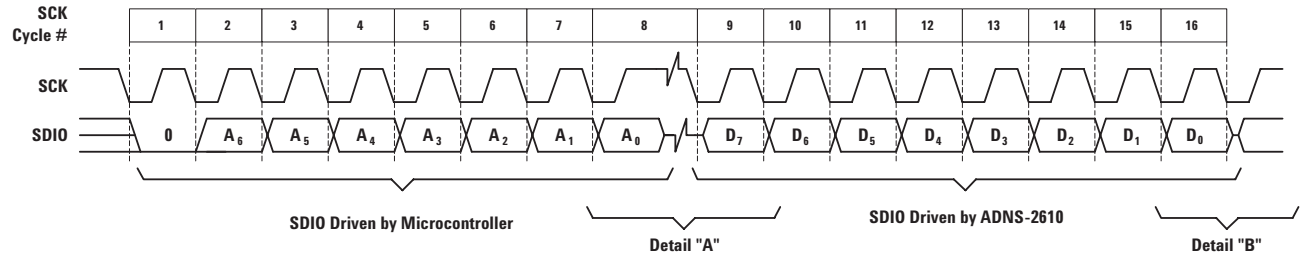 SCK
Cycle # 1 2 3 4 5 6 7 8 9 10 11 12 13 14 15 16
SCK
SDIO 0 A6 A5 A4 A3 A2 A1 A0 D7 D6 D5 D4 D3 D2 D1 D0
SDIO Driven by Microcontroller SDIO Driven by ADNS-2610
Detail "A" Detail "B"